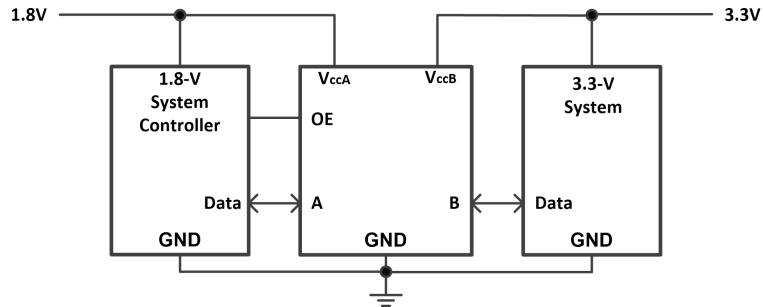 1.8V
3.3V
1.8-V
System
Controller
VccA
VccB
3.3-V
System
OE
Data
A
B
Data
GND
GND
GND